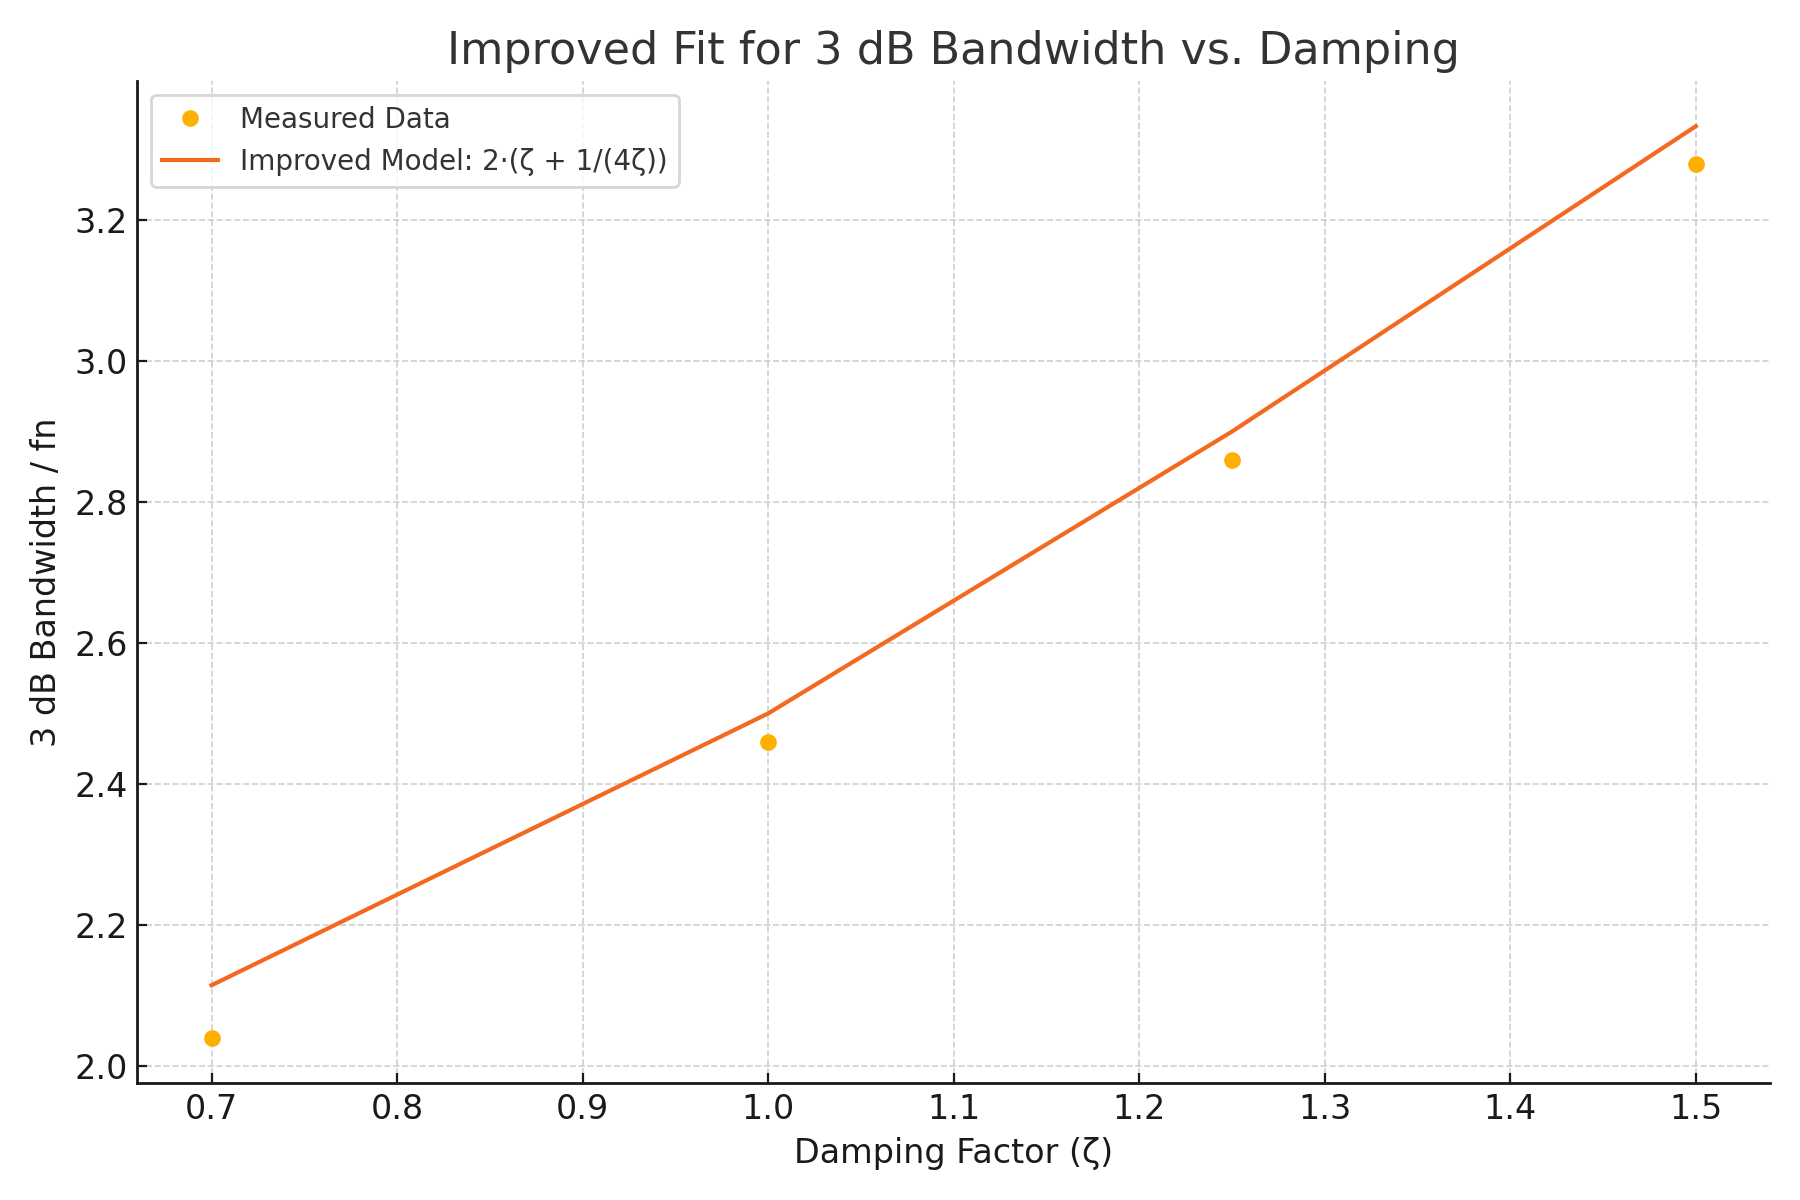 Improved Fit for 3 dB Bandwidth vs. Damping
Measured Data
Improved Model: 2·(ζ + 1/(4ζ))
3 dB Bandwidth / fn
3.2
3.0
2.8
2.6
2.4
2.2
2.0
0.7 0.8 0.9 1.0 1.1 1.2 1.3 1.4 1.5
Damping Factor (ζ)